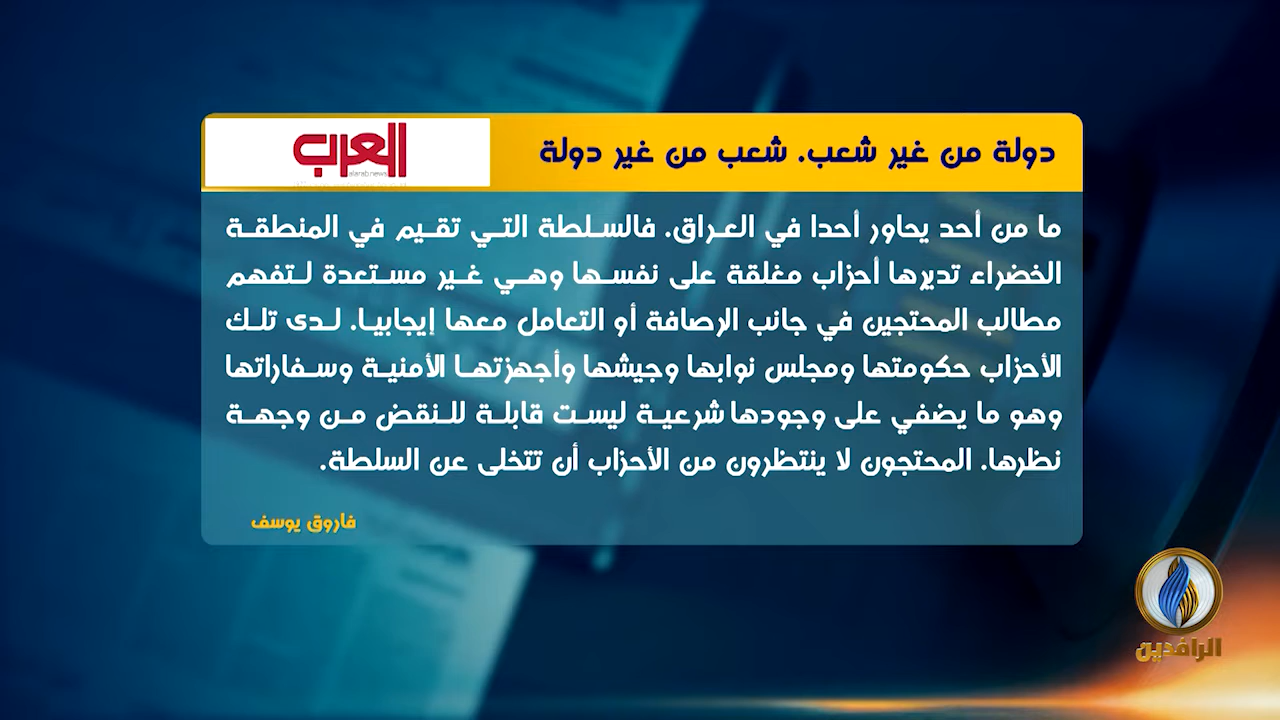 دولة من غير شعب. شعب من غير دولة
العرب
alarab.news
ما من أحد يحاور أحدا في العراق. فالسلطة التي تقيم في المنطقة
الخضراء تديرها أحزاب مغلقة على نفسها وهي غير مستعدة لتفهم
مطالب المحتجين في جانب الرصافة أو التعامل معها إيجابيا. لدى تلك
الأحزاب حكومتها ومجلس نوابها وجيشها وأجهزتها الأمنية وسفاراتها
وهو ما يضفي على وجودها شرعية ليست قابلة للنقض من وجهة
نظرها. المحتجون لا ينتظرون من الأحزاب أن تتخلى عن السلطة.
فاروق يوسف
الرافدين